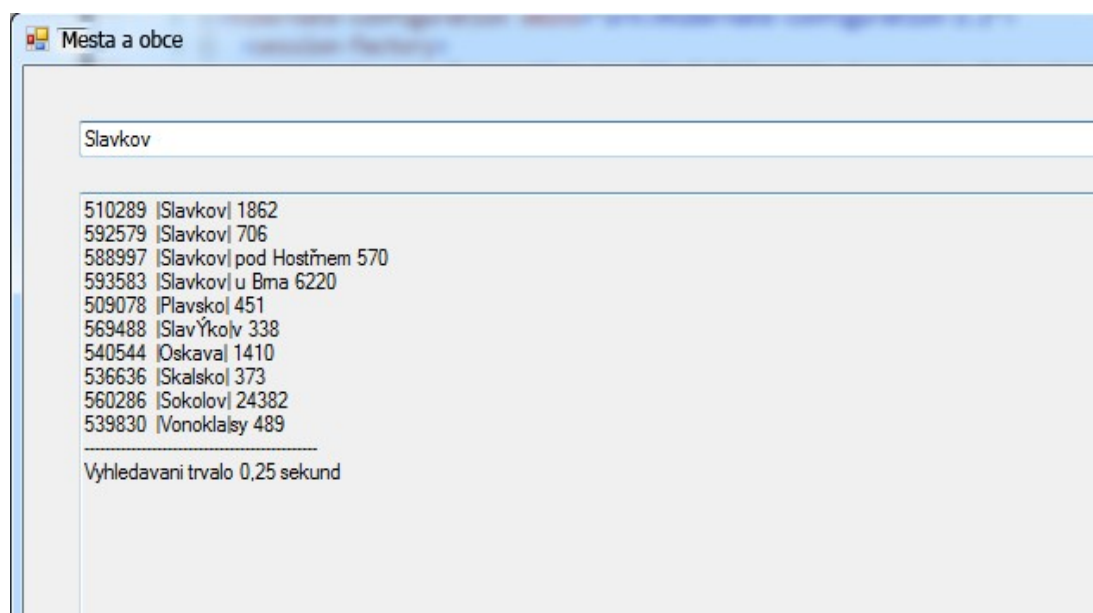 Mesta a obce
Slavkov
510289 |Slavkov| 1862
592579 |Slavkov| 706
588997 |Slavkov| pod Hostřnem 570
593583 |Slavkov| u Brna 6220
509078 |Plavsko| 451
569488 |SlavÝko|v 338
540544 |Oskava| 1410
536636 |Skalsko| 373
560286 |Sokolov| 24382
539830 |Vonokla|sy 489
--------------------------------------------
Vyhledavani trvalo 0,25 sekund